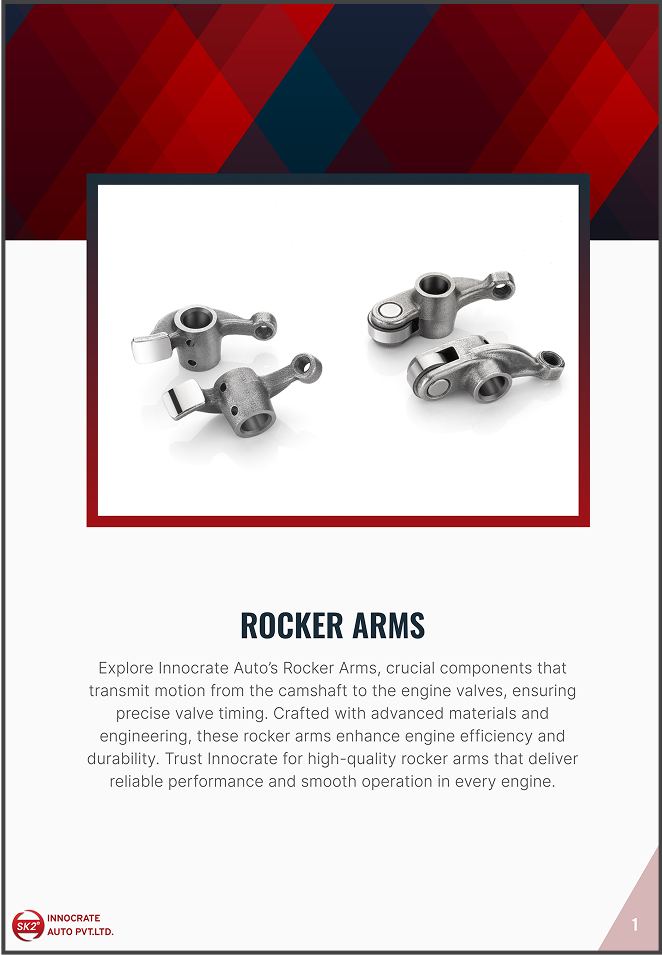 ROCKER ARMS
Explore Innocrate Auto’s Rocker Arms, crucial components that
transmit motion from the camshaft to the engine valves, ensuring
precise valve timing. Crafted with advanced materials and
engineering, these rocker arms enhance engine efficiency and
durability. Trust Innocrate for high-quality rocker arms that deliver
reliable performance and smooth operation in every engine.
SK2®
INNOCRATE
AUTO PVT.LTD.
1